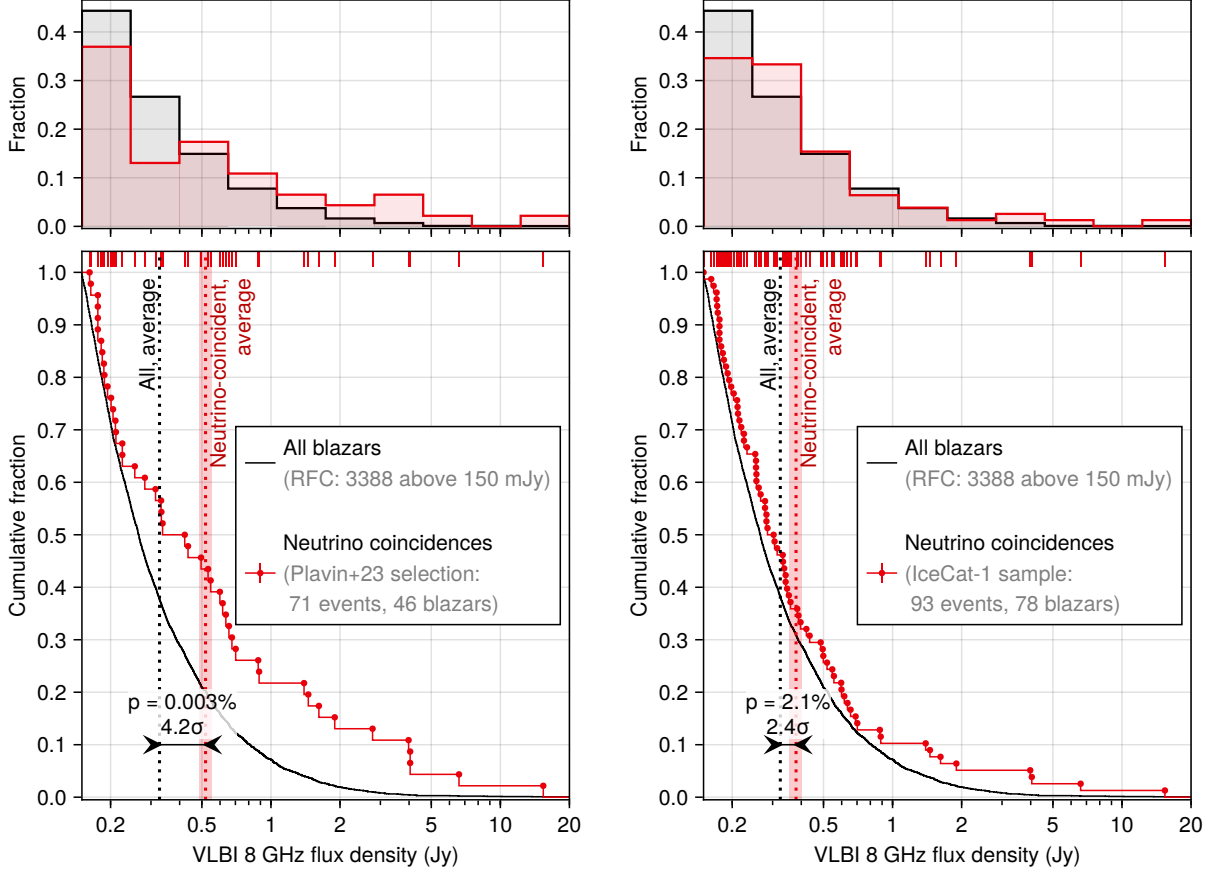 0.4
0.3
0.2
0.1
0.0
Fraction
0.4
0.3
0.2
0.1
0.0
Fraction
1.0
0.9
0.8
0.7
0.6
0.5
0.4
0.3
0.2
0.1
0.0
Cumulative fraction
All, average
Neutrino-coincident,
average
All blazars
(RFC: 3388 above 150 mJy)
Neutrino coincidences
(Plavin+23 selection:
71 events, 46 blazars)
p = 0.003%
4.2σ
0.2
0.5
1
2
5
10
20
VLBI 8 GHz flux density (Jy)
1.0
0.9
0.8
0.7
0.6
0.5
0.4
0.3
0.2
0.1
0.0
Cumulative fraction
All, average
Neutrino-coincident,
average
All blazars
(RFC: 3388 above 150 mJy)
Neutrino coincidences
(IceCat-1 sample:
93 events, 78 blazars)
p = 2.1%
2.4σ
0.2
0.5
1
2
5
10
20
VLBI 8 GHz flux density (Jy)